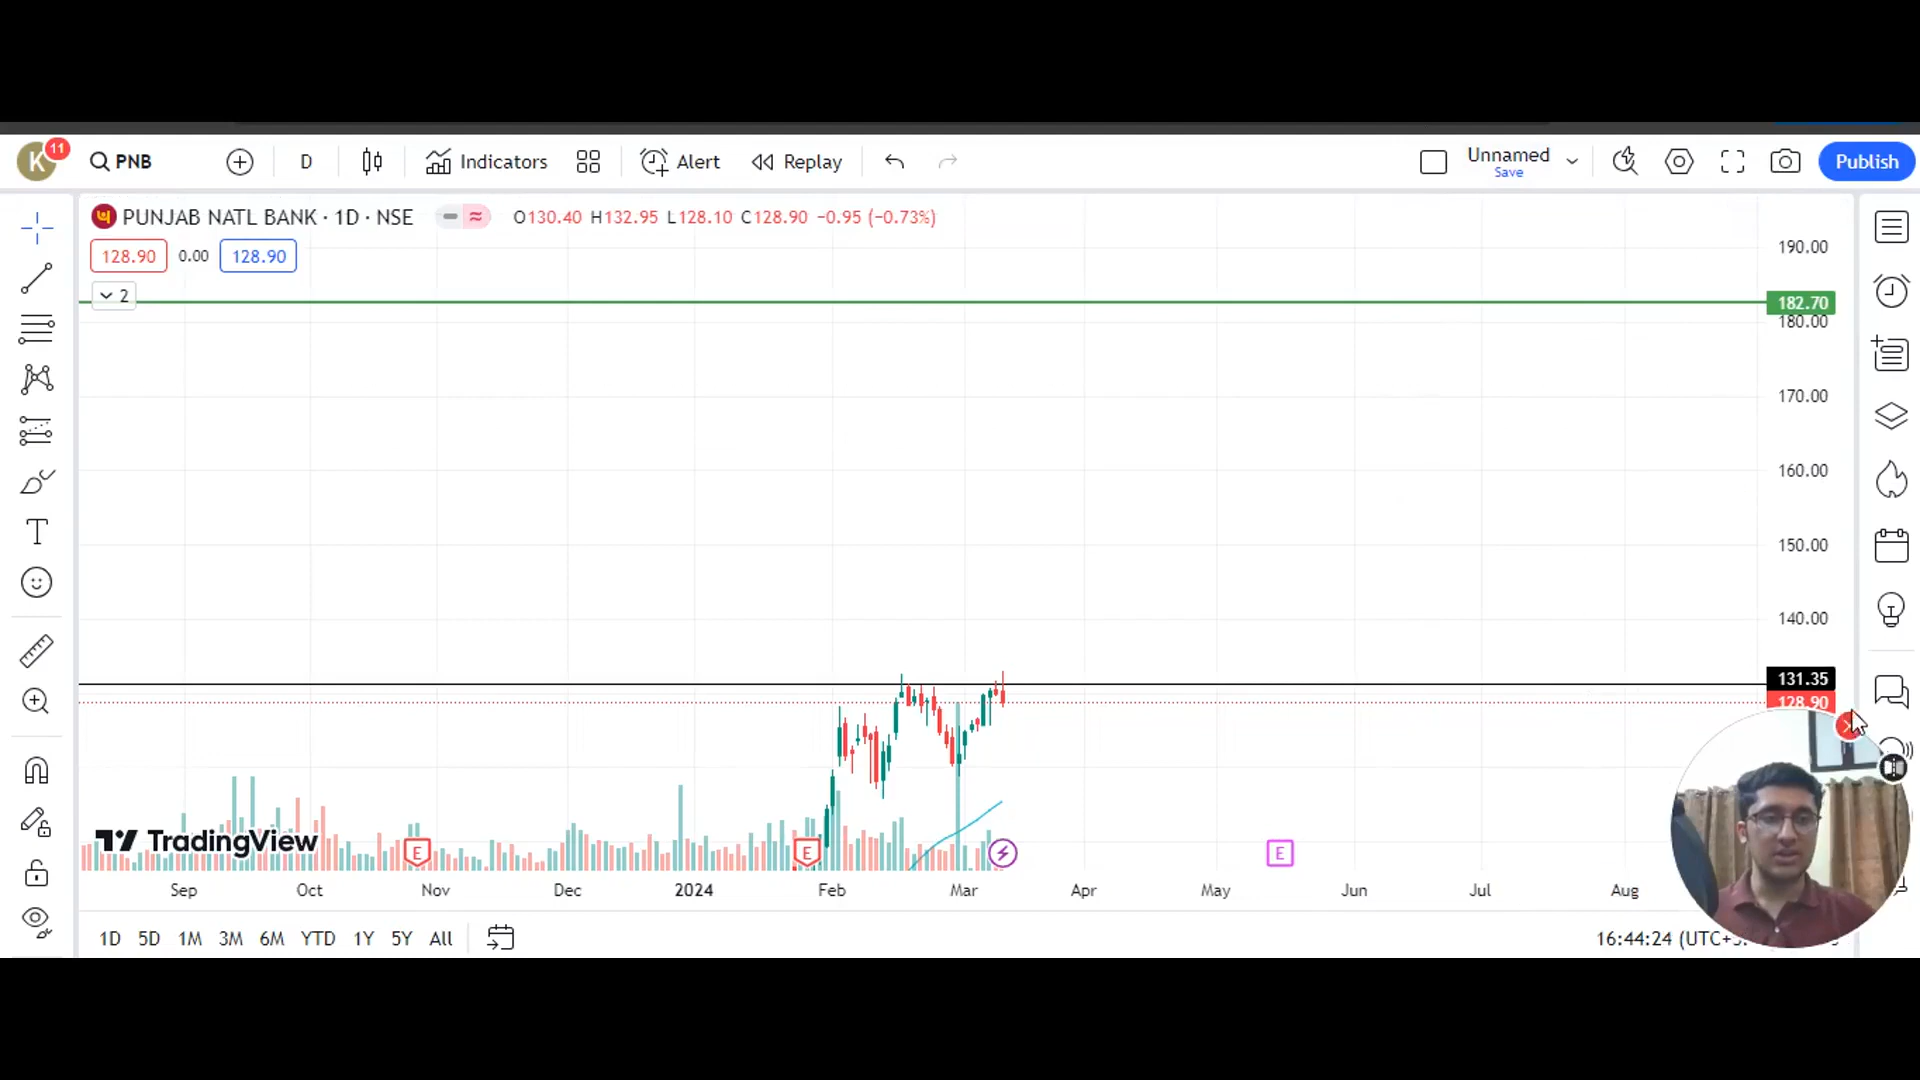 K 11 PNB D Indicators Alert Replay Unnamed Save Publish
PUNJAB NATL BANK · 1D · NSE O130.40 H132.95 L128.10 C128.90 −0.95 (−0.73%)
128.90 0.00 128.90
2
190.00
182.70
180.00
170.00
160.00
150.00
140.00
131.35
128.90
TradingView
E E E
Sep Oct Nov Dec 2024 Feb Mar Apr May Jun Jul Aug
1D 5D 1M 3M 6M YTD 1Y 5Y All 16:44:24 (UTC+5